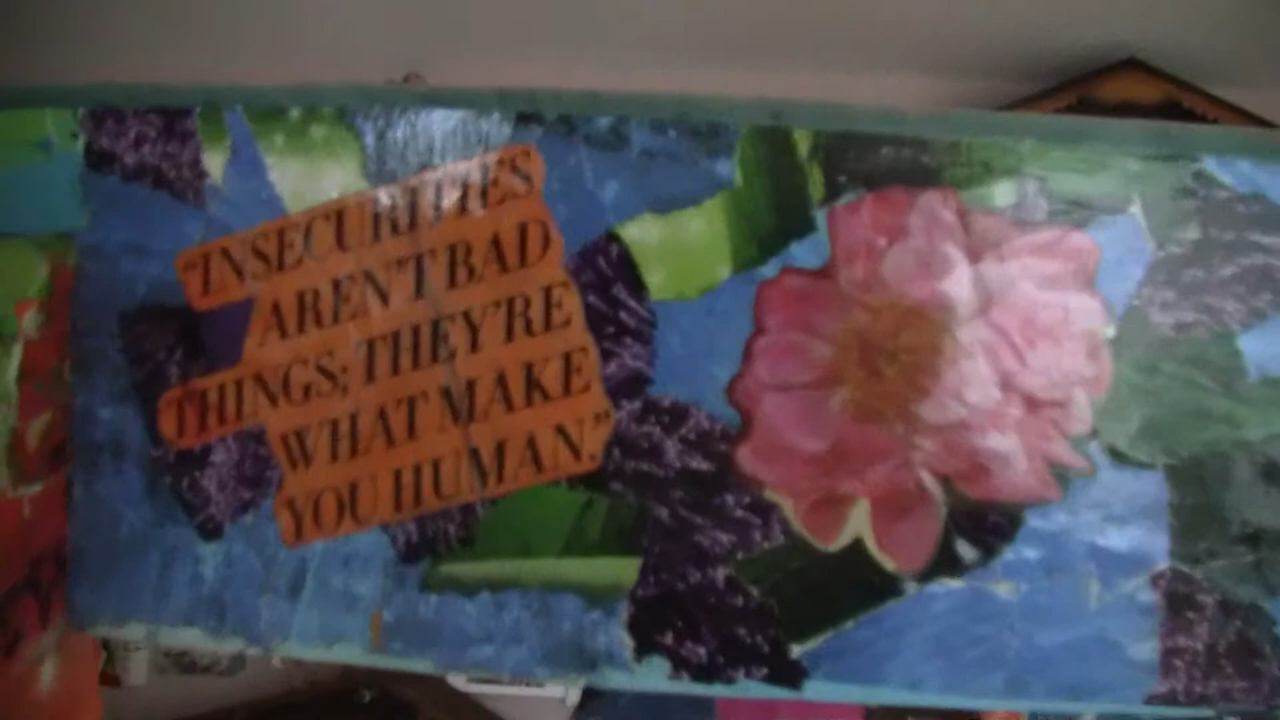 "INSECURITIES
AREN'T BAD
THINGS; THEY'RE
WHAT MAKE
YOU HUMAN."